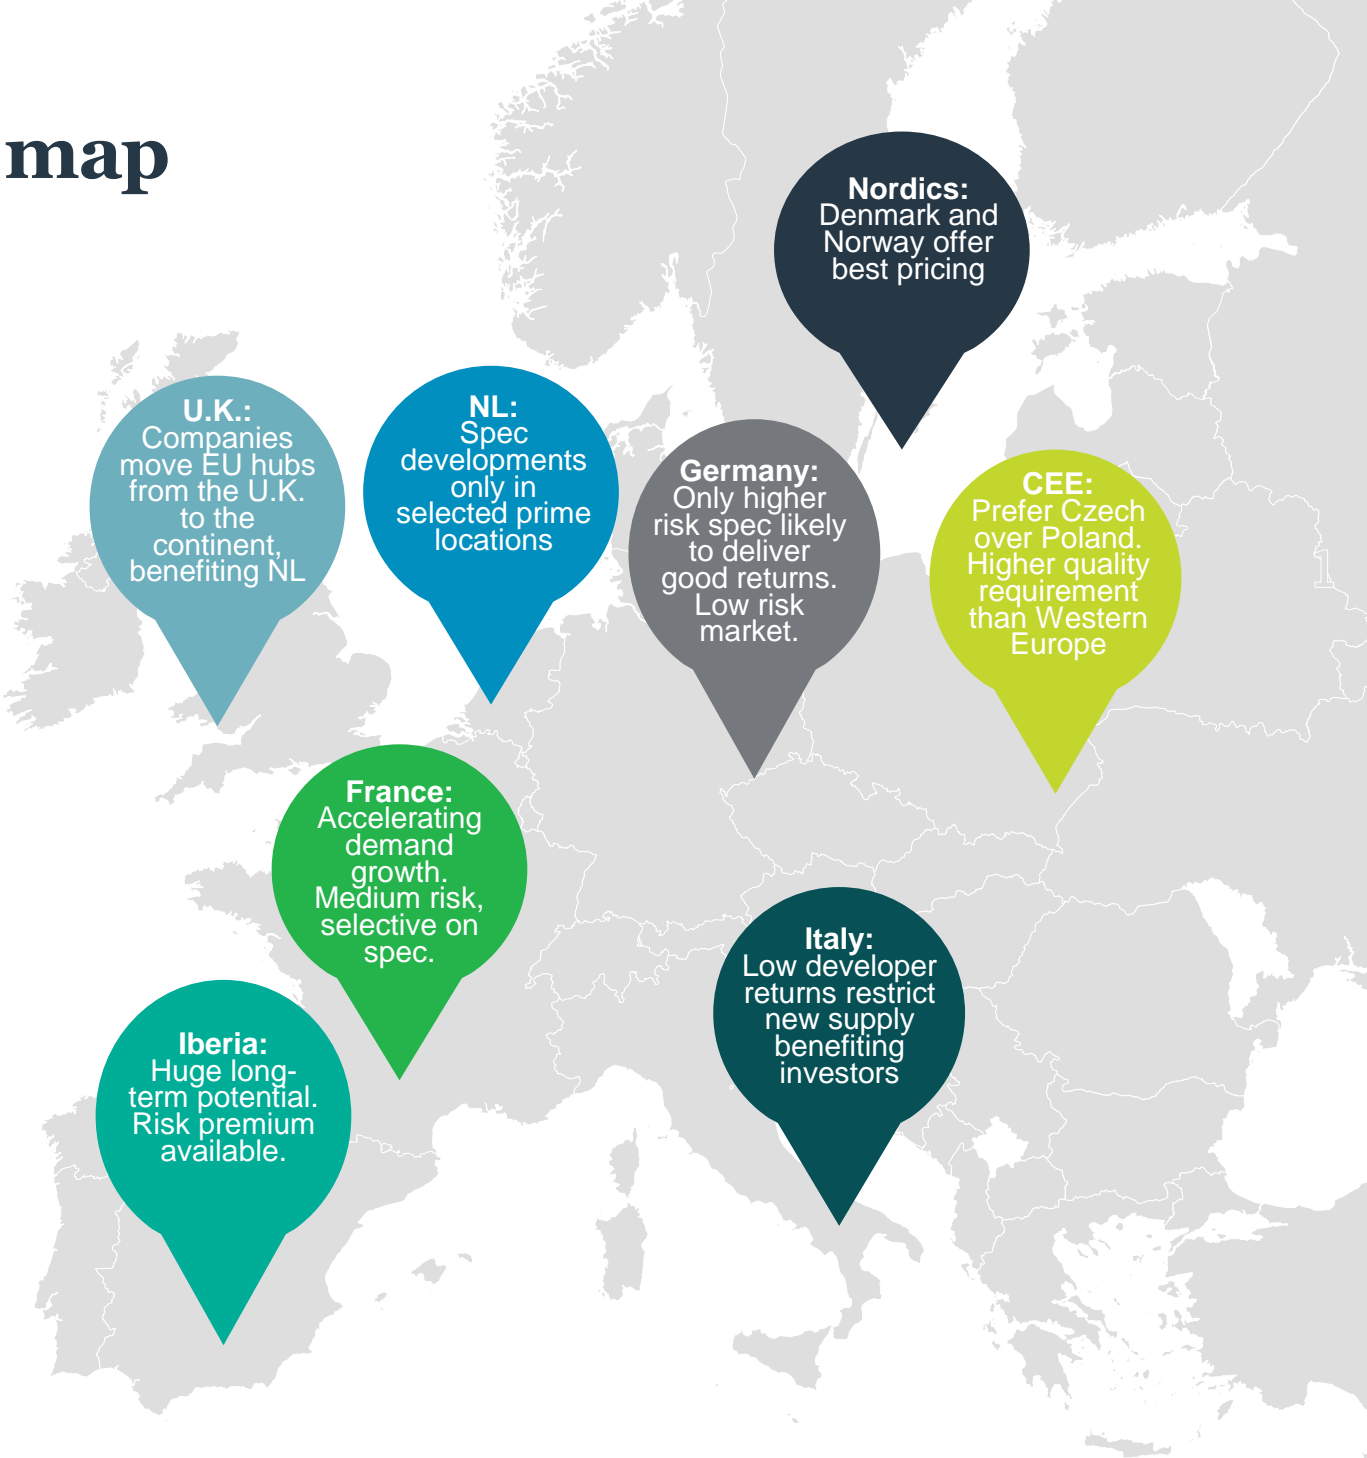 map
Nordics:
Denmark and
Norway offer
best pricing
U.K.:
Companies
move EU hubs
from the U.K.
to the
continent,
benefiting NL
NL:
Spec
developments
only in
selected prime
locations
Germany:
Only higher
risk spec likely
to deliver
good returns.
Low risk
market.
CEE:
Prefer Czech
over Poland.
Higher quality
requirement
than Western
Europe
France:
Accelerating
demand
growth.
Medium risk,
selective on
spec.
Italy:
Low developer
returns restrict
new supply
benefiting
investors
Iberia:
Huge long-
term potential.
Risk premium
available.